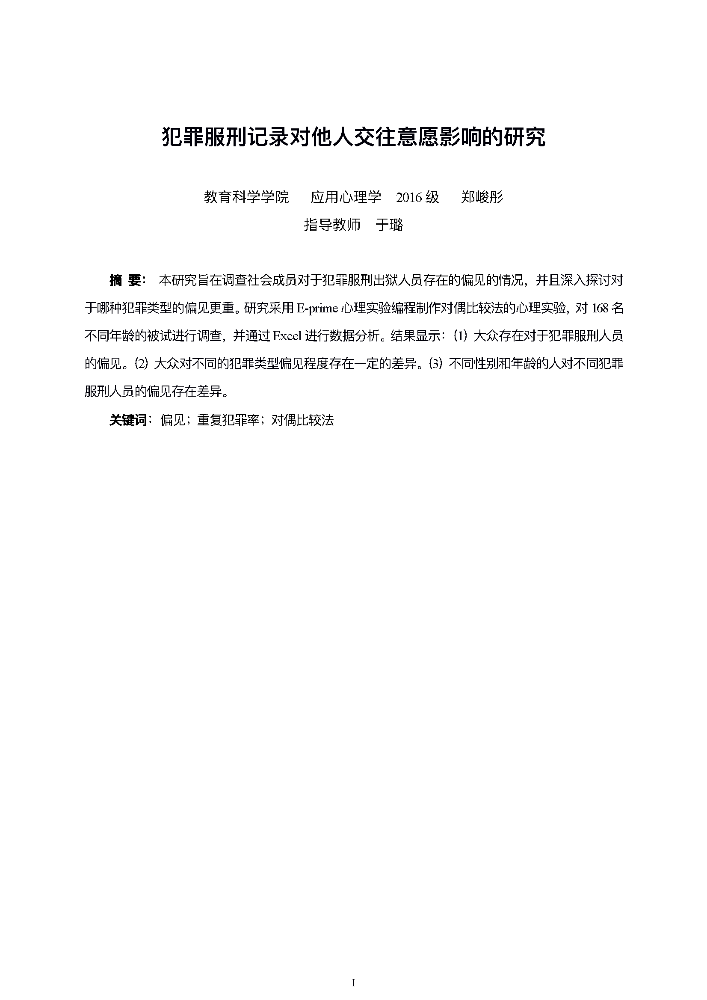 犯罪服刑记录对他人交往意愿影响的研究
教育科学学院 应用心理学 2016 级 郑峻彤
指导教师 于璐
摘 要： 本研究旨在调查社会成员对于犯罪服刑出狱人员存在的偏见的情况，并且深入探讨对
于哪种犯罪类型的偏见更重。研究采用 E-prime 心理实验编程制作对偶比较法的心理实验，对 168 名
不同年龄的被试进行调查，并通过 Excel 进行数据分析。结果显示：（1）大众存在对于犯罪服刑人员
的偏见。（2）大众对不同的犯罪类型偏见程度存在一定的差异。（3）不同性别和年龄的人对不同犯罪
服刑人员的偏见存在差异。
关键词：偏见；重复犯罪率；对偶比较法
I